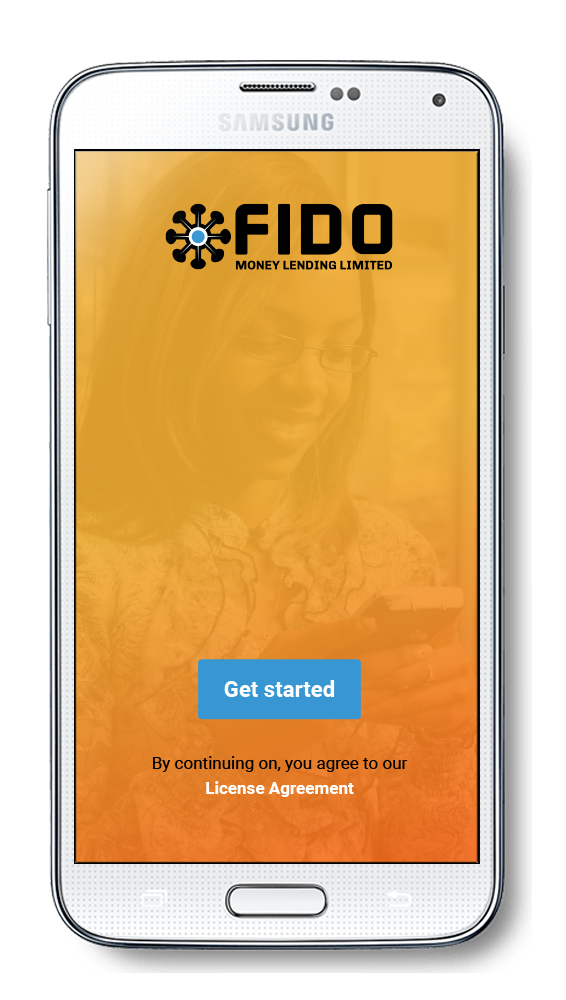 SAMSUNG
FIDO
MONEY LENDING LIMITED
Get started
By continuing on, you agree to our
License Agreement